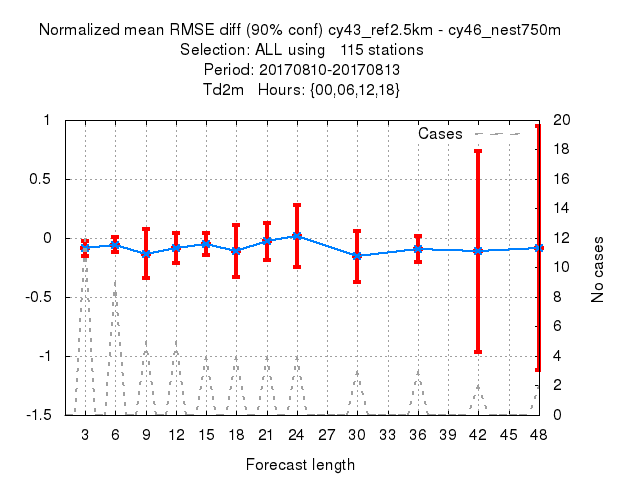 Normalized mean RMSE diff (90% conf) cy43_ref2.5km - cy46_nest750m
Selection: ALL using   115 stations
Period: 20170810-20170813
Td2m   Hours: {00,06,12,18}
Cases
1
0.5
0
-0.5
-1
-1.5
20
18
16
14
12
10
8
6
4
2
0
No cases
3 6 9 12 15 18 21 24 27 30 33 36 39 42 45 48
Forecast length